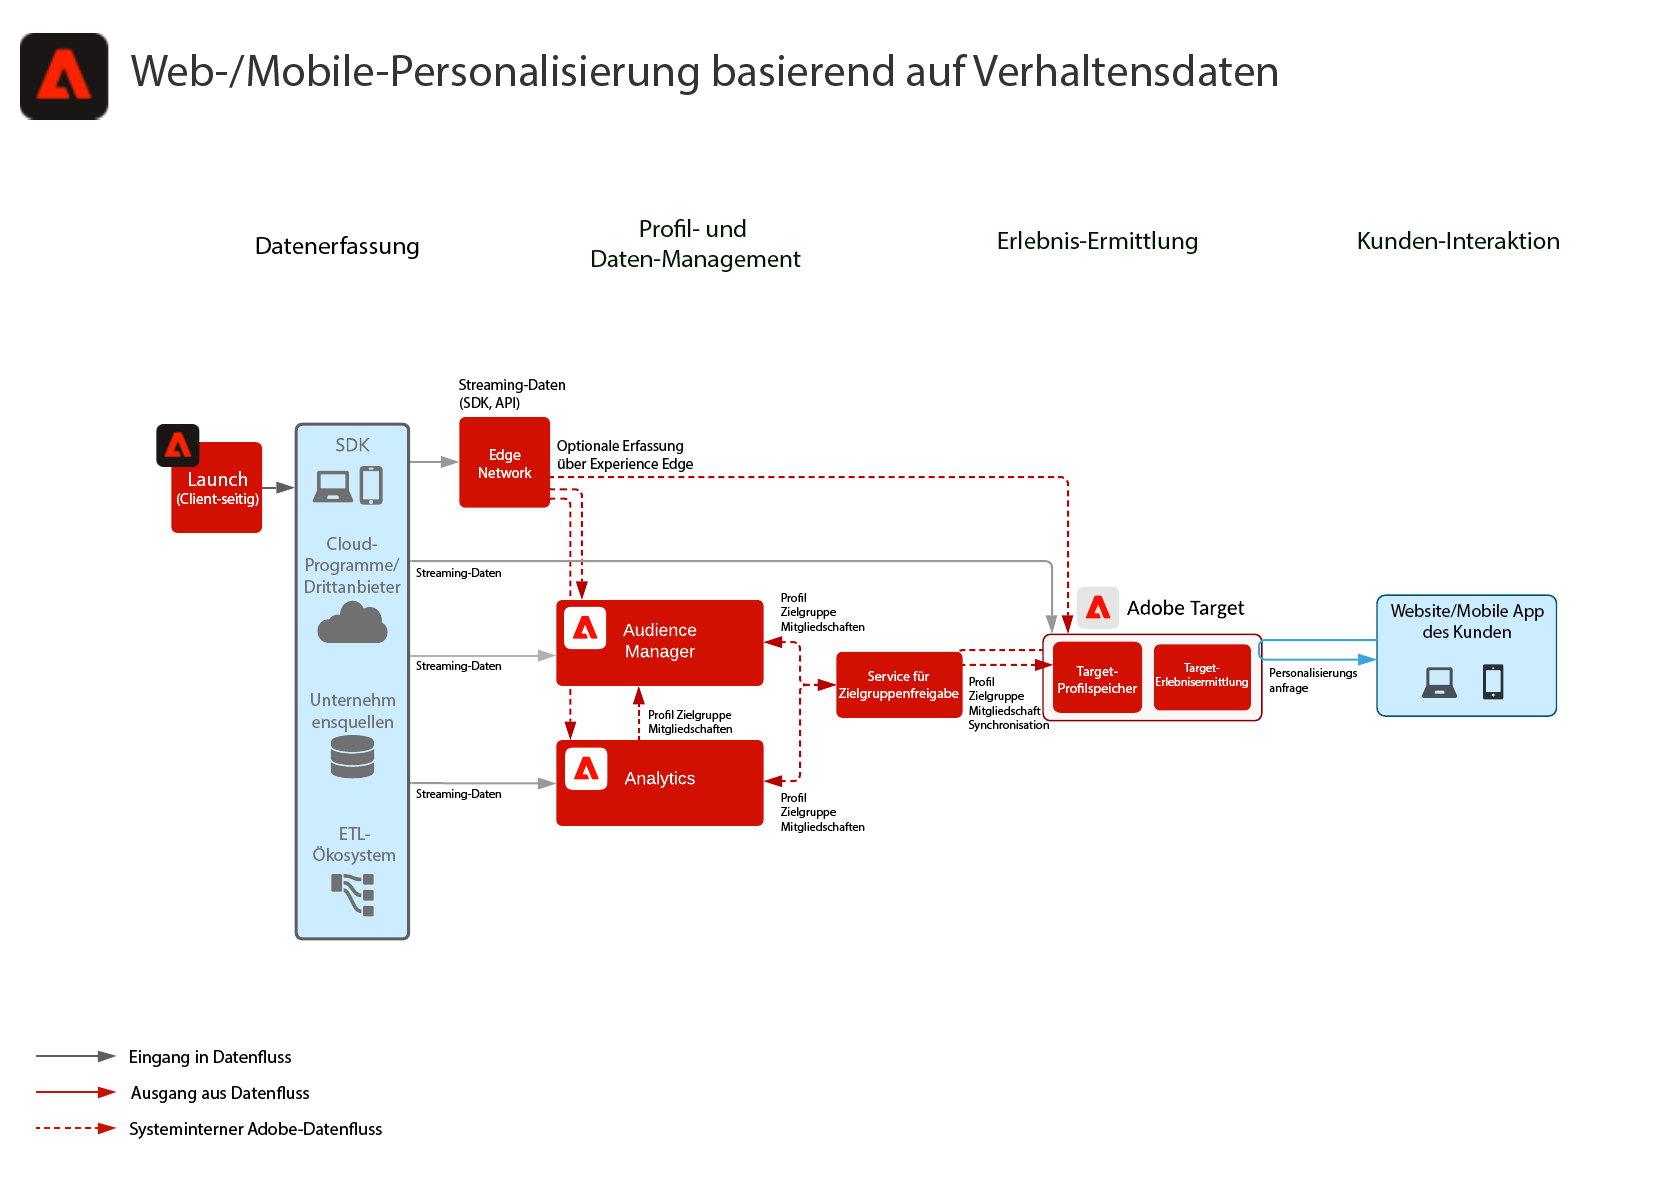 Web-/Mobile-Personalisierung basierend auf Verhaltensdaten
Datenerfassung
Profil- und
Daten-Management
Erlebnis-Ermittlung
Kunden-Interaktion
Launch
(Client-seitig)
SDK
Cloud-
Programme/
Drittanbieter
Unternehm
ensquellen
ETL-
Ökosystem
Streaming-Daten
(SDK, API)
Edge
Network
Optionale Erfassung
über Experience Edge
Streaming-Daten
Streaming-Daten
Streaming-Daten
Audience
Manager
Profil Zielgruppe
Mitgliedschaften
Analytics
Profil
Zielgruppe
Mitgliedschaften
Profil
Zielgruppe
Mitgliedschaften
Service für
Zielgruppenfreigabe
Profil
Zielgruppe
Mitgliedschaft
Synchronisation
Adobe Target
Target-
Profilspeicher
Target-
Erlebnisermittlung
Personalisierungs
anfrage
Website/Mobile App
des Kunden
Eingang in Datenfluss
Ausgang aus Datenfluss
Systeminterner Adobe-Datenfluss